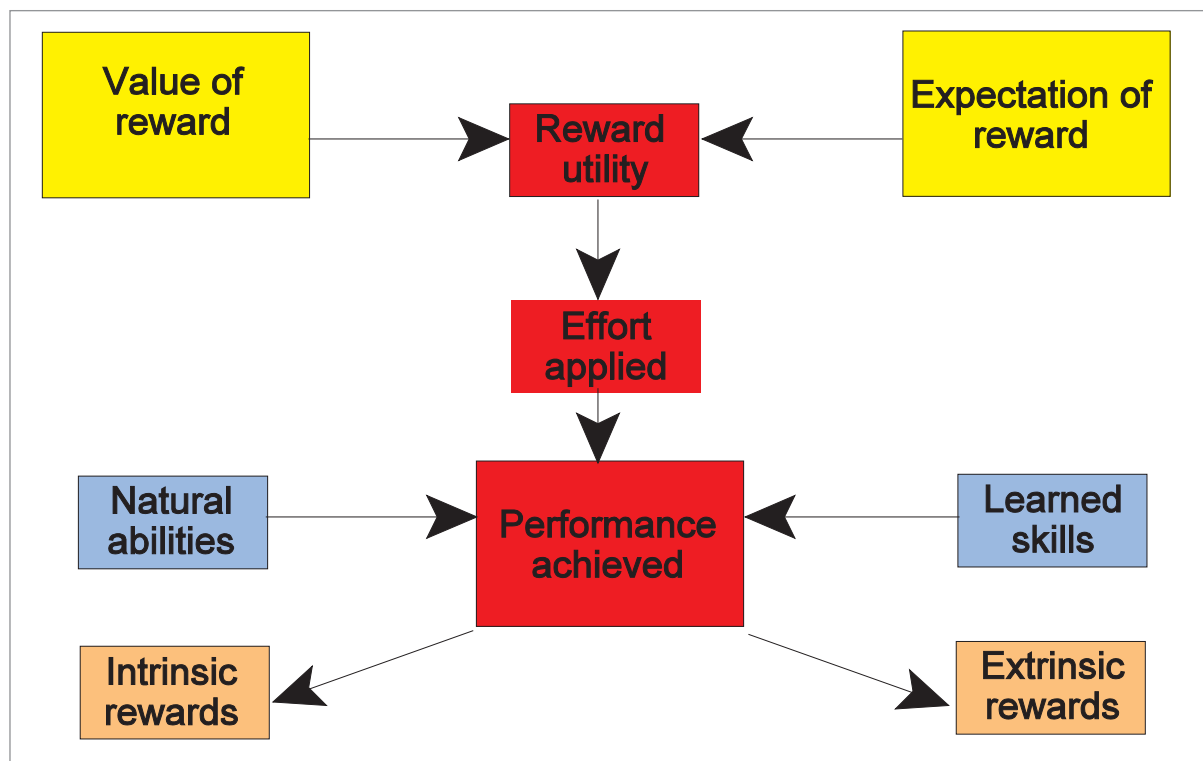 Value of
reward
Expectation of
reward
Reward
utility
Effort
applied
Natural
abilities
Performance
achieved
Learned
skills
Intrinsic
rewards
Extrinsic
rewards